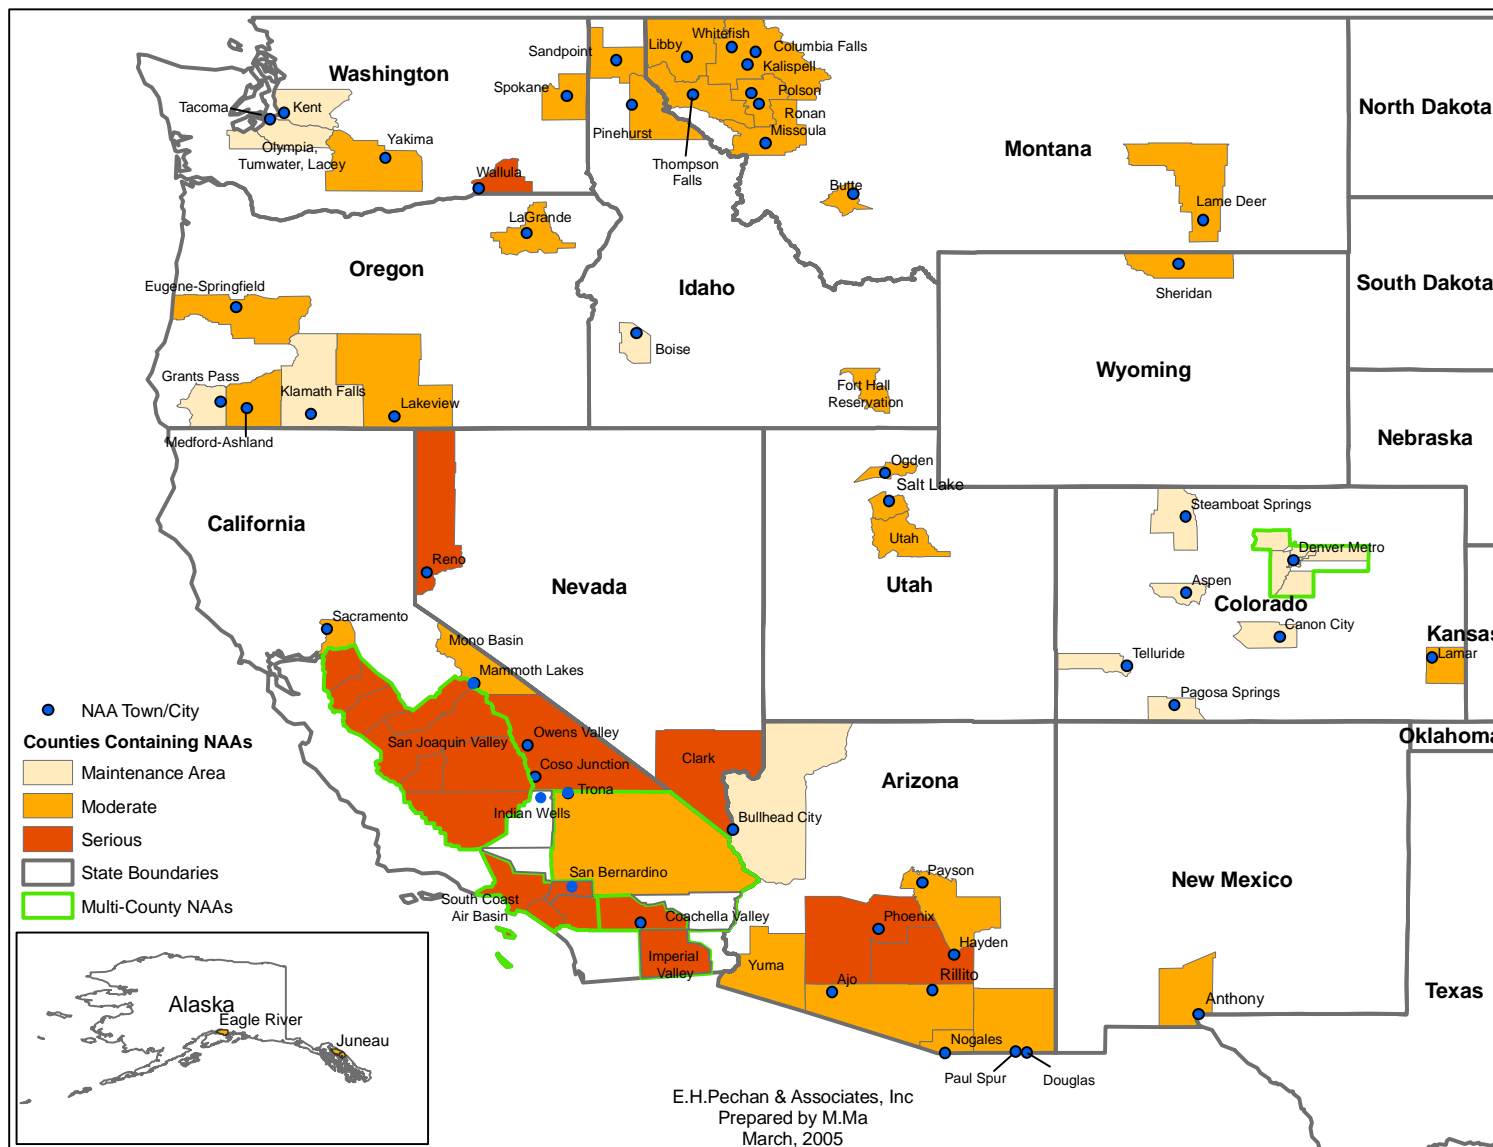 Washington
Tacoma
Kent
Olympia,
Tumwater, Lacey
Yakima
Spokane
Wallula
Sandpoint
Pinehurst
Libby
Whitefish
Columbia Falls
Kalispell
Polson
Ronan
Missoula
Thompson
Falls
Butte
Montana
Lame Deer
North Dakota
South Dakota
LaGrande
Oregon
Eugene-Springfield
Grants Pass
Klamath Falls
Lakeview
Medford-Ashland
Idaho
Boise
Fort Hall
Reservation
Sheridan
Wyoming
Nebraska
California
Reno
Nevada
Ogden
Salt Lake
Utah
Utah
Steamboat Springs
Denver Metro
Aspen
Colorado
Canon City
Telluride
Pagosa Springs
Kansas
Lamar
Oklahoma
Sacramento
Mono Basin
Mammoth Lakes
San Joaquin Valley
Owens Valley
Coso Junction
Trona
Indian Wells
Clark
Bullhead City
Arizona
San Bernardino
South Coast
Air Basin
Coachella Valley
Imperial
Valley
Yuma
Payson
Phoenix
Hayden
Ajo
Rillito
Nogales
Paul Spur
Douglas
New Mexico
Anthony
Texas
NAA Town/City
Counties Containing NAAs
Maintenance Area
Moderate
Serious
State Boundaries
Multi-County NAAs
Alaska
Eagle River
Juneau
E.H.Pechan & Associates, Inc
Prepared by M.Ma
March, 2005